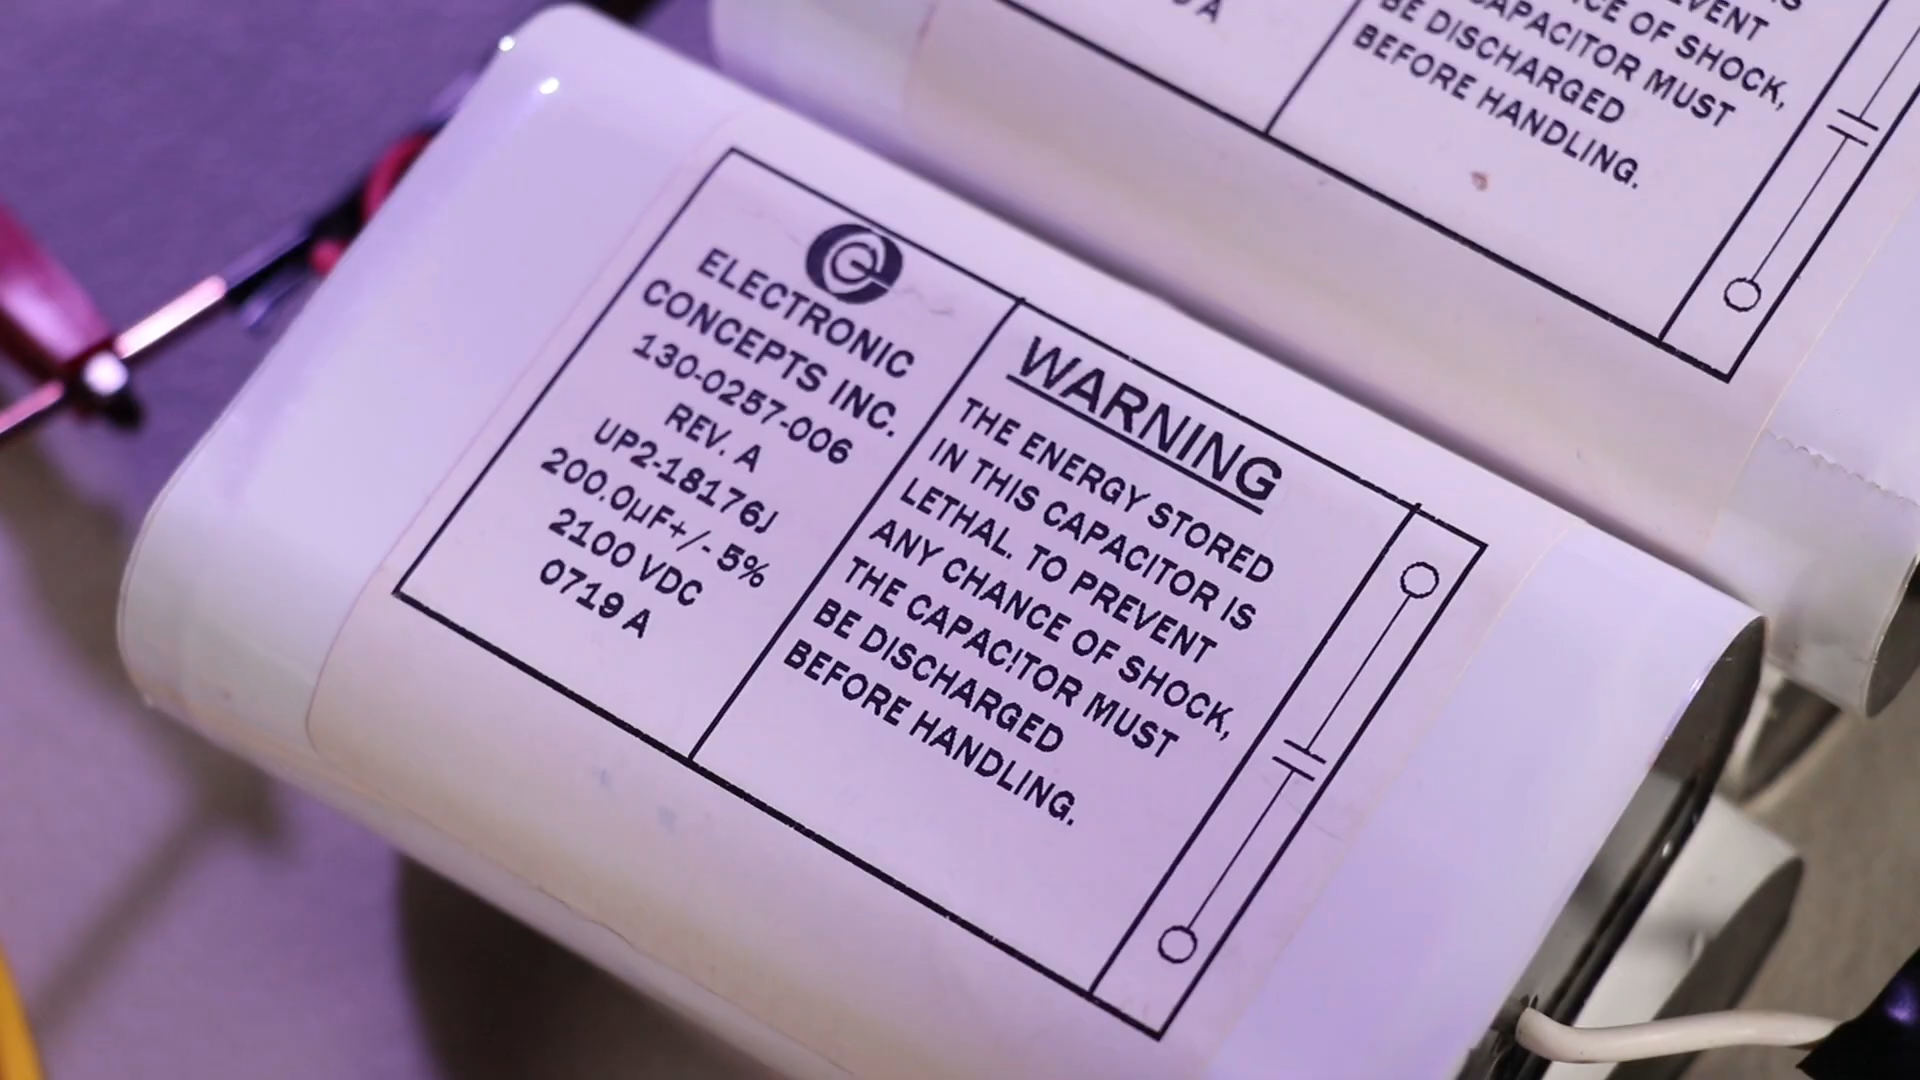 ELECTRONIC
CONCEPTS INC.
130-0257-006
REV. A
UP2-18176J
200.0µF+/- 5%
2100 VDC
0719 A
WARNING
THE ENERGY STORED
IN THIS CAPACITOR IS
LETHAL. TO PREVENT
ANY CHANCE OF SHOCK,
THE CAPACITOR MUST
BE DISCHARGED
BEFORE HANDLING.
OF SHOCK,
CAPACITOR MUST
BE DISCHARGED
BEFORE HANDLING.